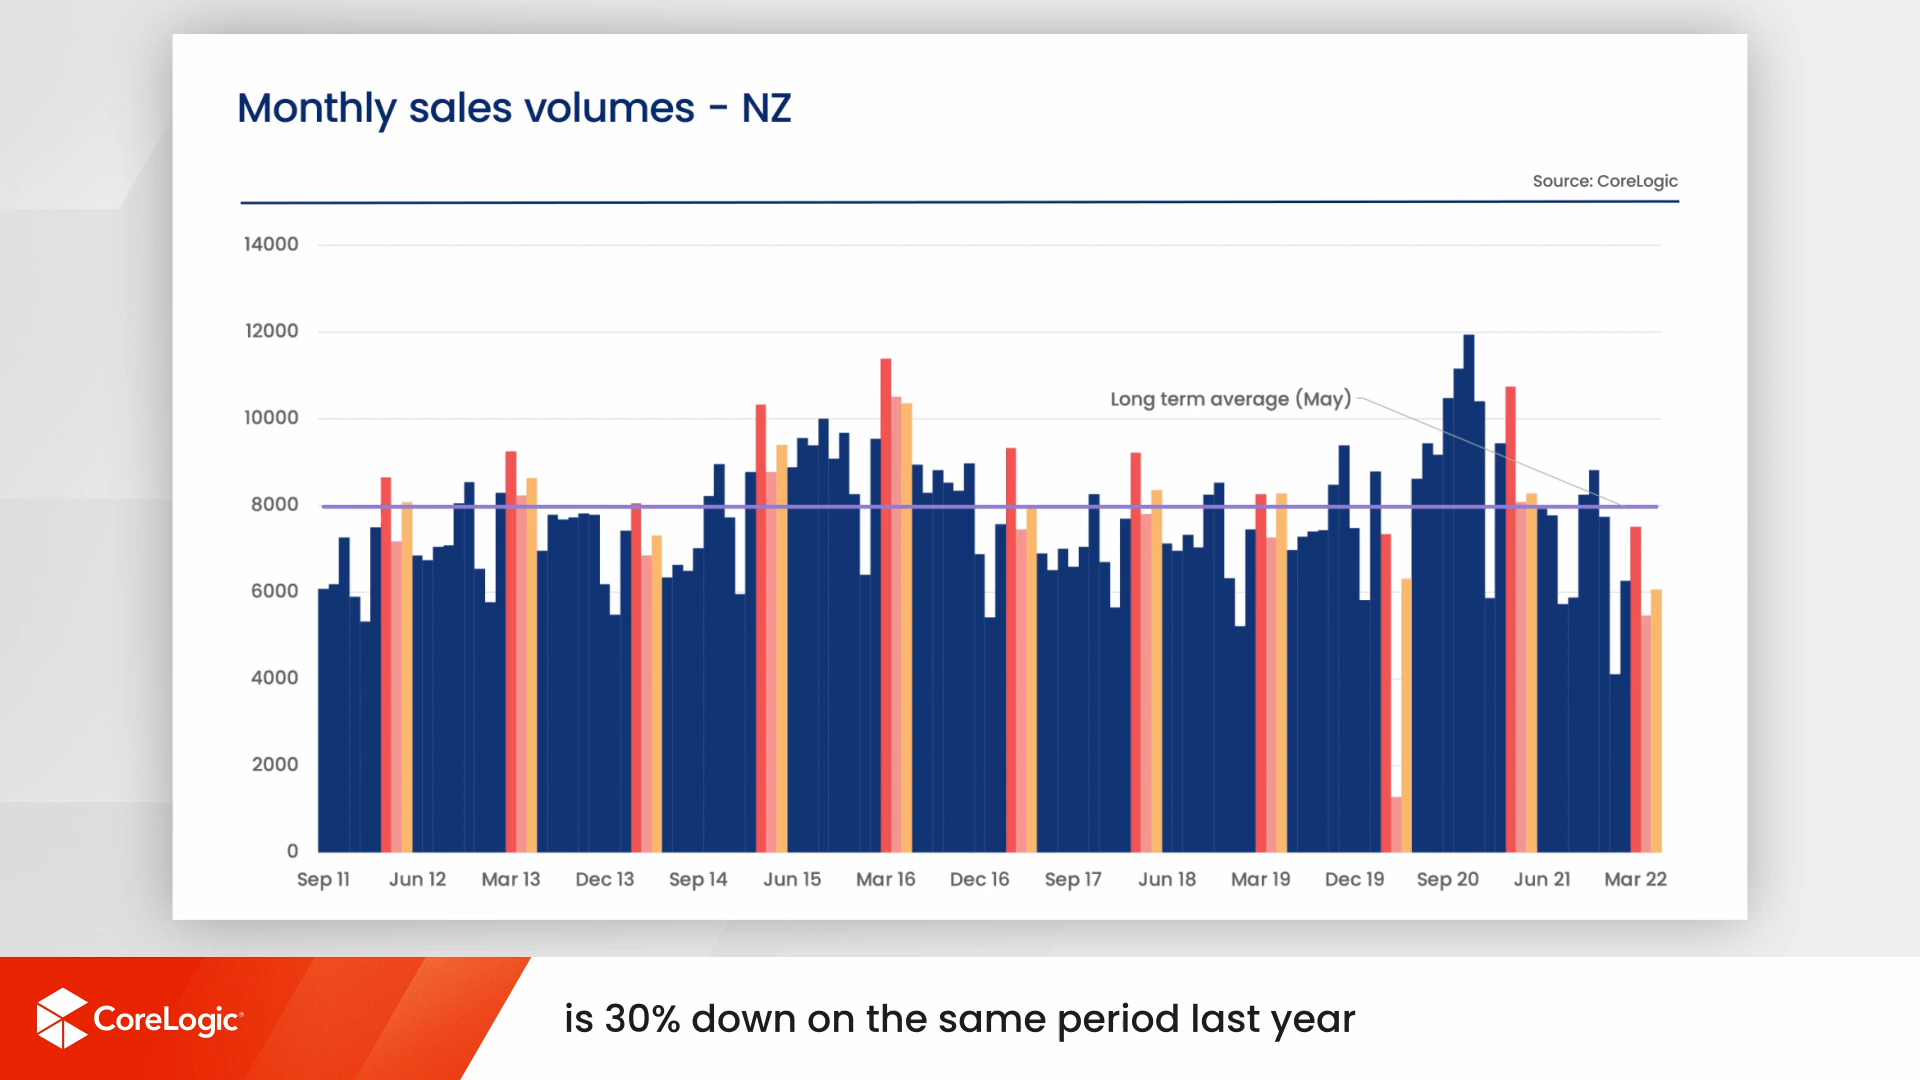 Monthly sales volumes - NZ
Source: CoreLogic
14000
12000
10000
8000
6000
4000
2000
0
Long term average (May)
Sep 11 Jun 12 Mar 13 Dec 13 Sep 14 Jun 15 Mar 16 Dec 16 Sep 17 Jun 18 Mar 19 Dec 19 Sep 20 Jun 21 Mar 22
CoreLogic
is 30% down on the same period last year